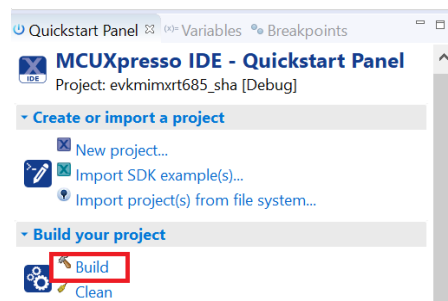 Quickstart Panel (x)= Variables Breakpoints
IDE
MCUXpresso IDE - Quickstart Panel
Project: evkmimxrt685_sha [Debug]
Create or import a project
New project...
Import SDK example(s)...
Import project(s) from file system...
Build your project
Build
Clean